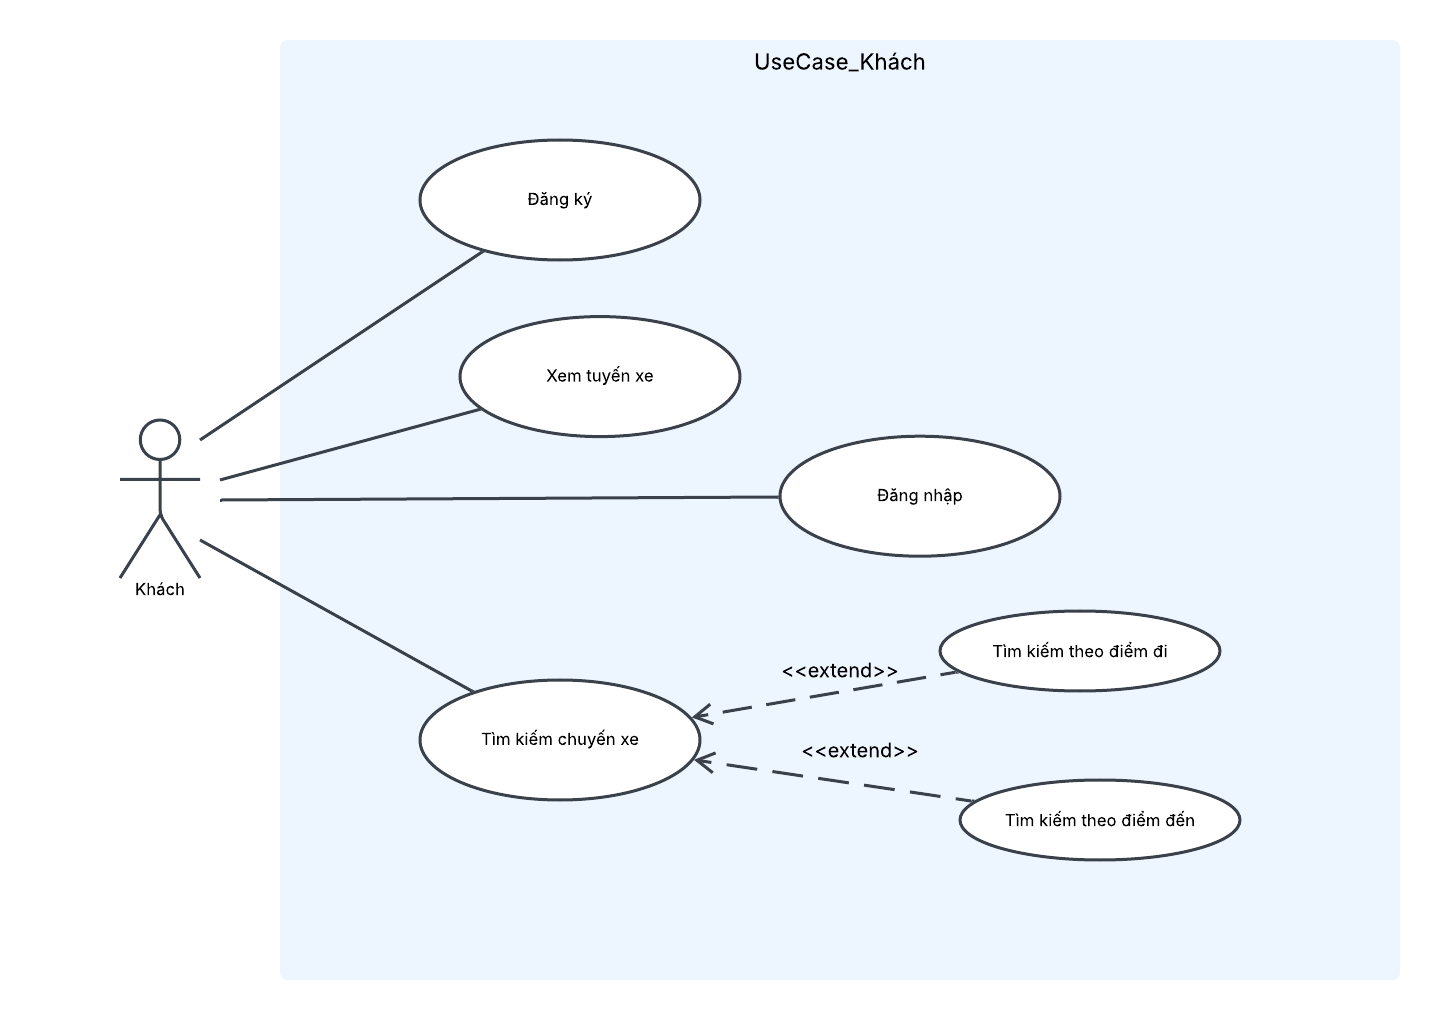 UseCase_Khách
Đăng ký
Xem tuyến xe
Đăng nhập
Khách
Tìm kiếm theo điểm đi
<<extend>>
Tìm kiếm chuyến xe
<<extend>>
Tìm kiếm theo điểm đến